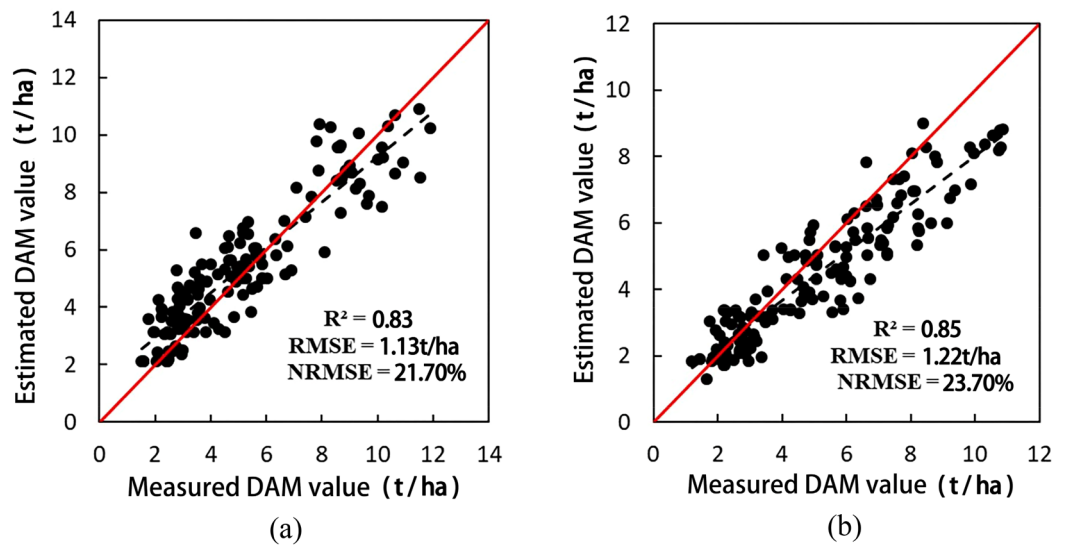 14
12
10
8
6
4
2
0
Estimated DAM value (t/ha)
R² = 0.83
RMSE = 1.13t/ha
NRMSE = 21.70%
0 2 4 6 8 10 12 14
Measured DAM value (t/ha)
(a)
12
10
8
6
4
2
0
Estimated DAM value (t/ha)
R² = 0.85
RMSE = 1.22t/ha
NRMSE = 23.70%
0 2 4 6 8 10 12
Measured DAM value (t/ha)
(b)